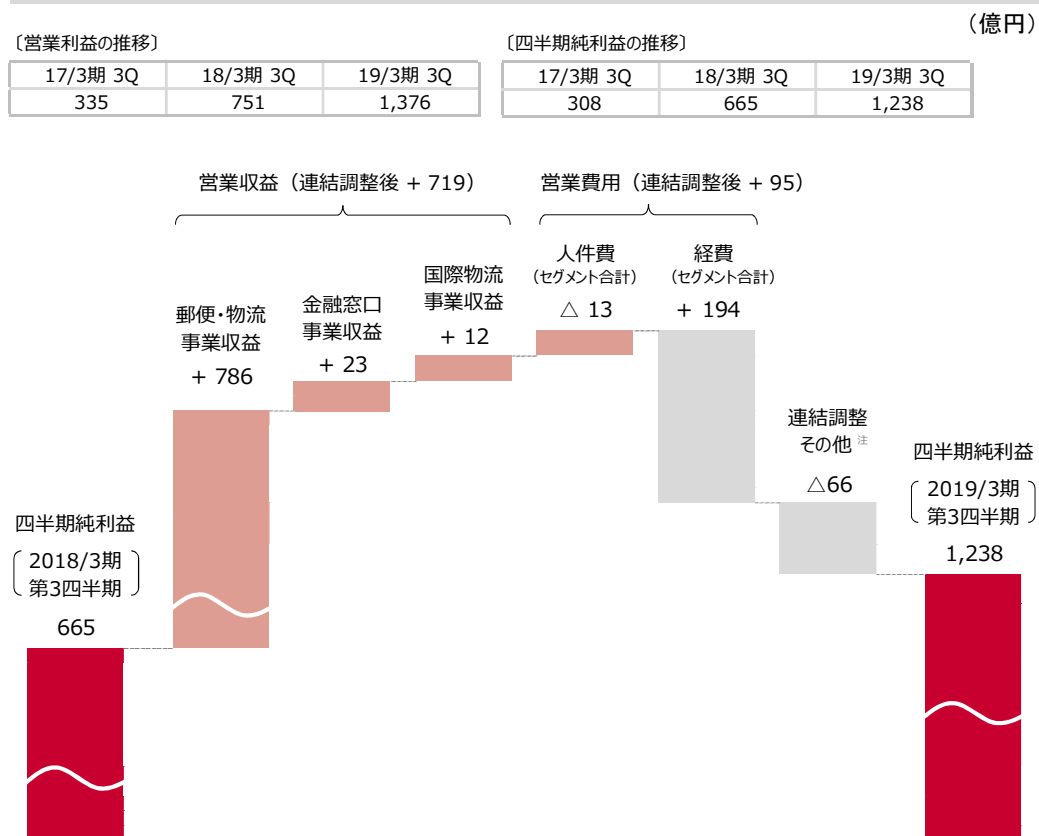 （億円）
〔営業利益の推移〕
17/3期 3Q 18/3期 3Q 19/3期 3Q
335 751 1,376
〔四半期純利益の推移〕
17/3期 3Q 18/3期 3Q 19/3期 3Q
308 665 1,238
営業収益（連結調整後 + 719）
営業費用（連結調整後 + 95）
郵便・物流
事業収益
+ 786
金融窓口
事業収益
+ 23
国際物流
事業収益
+ 12
人件費
（セグメント合計）
△ 13
経費
（セグメント合計）
+ 194
連結調整
その他 注
△66
四半期純利益
2018/3期
第3四半期
665
四半期純利益
2019/3期
第3四半期
1,238